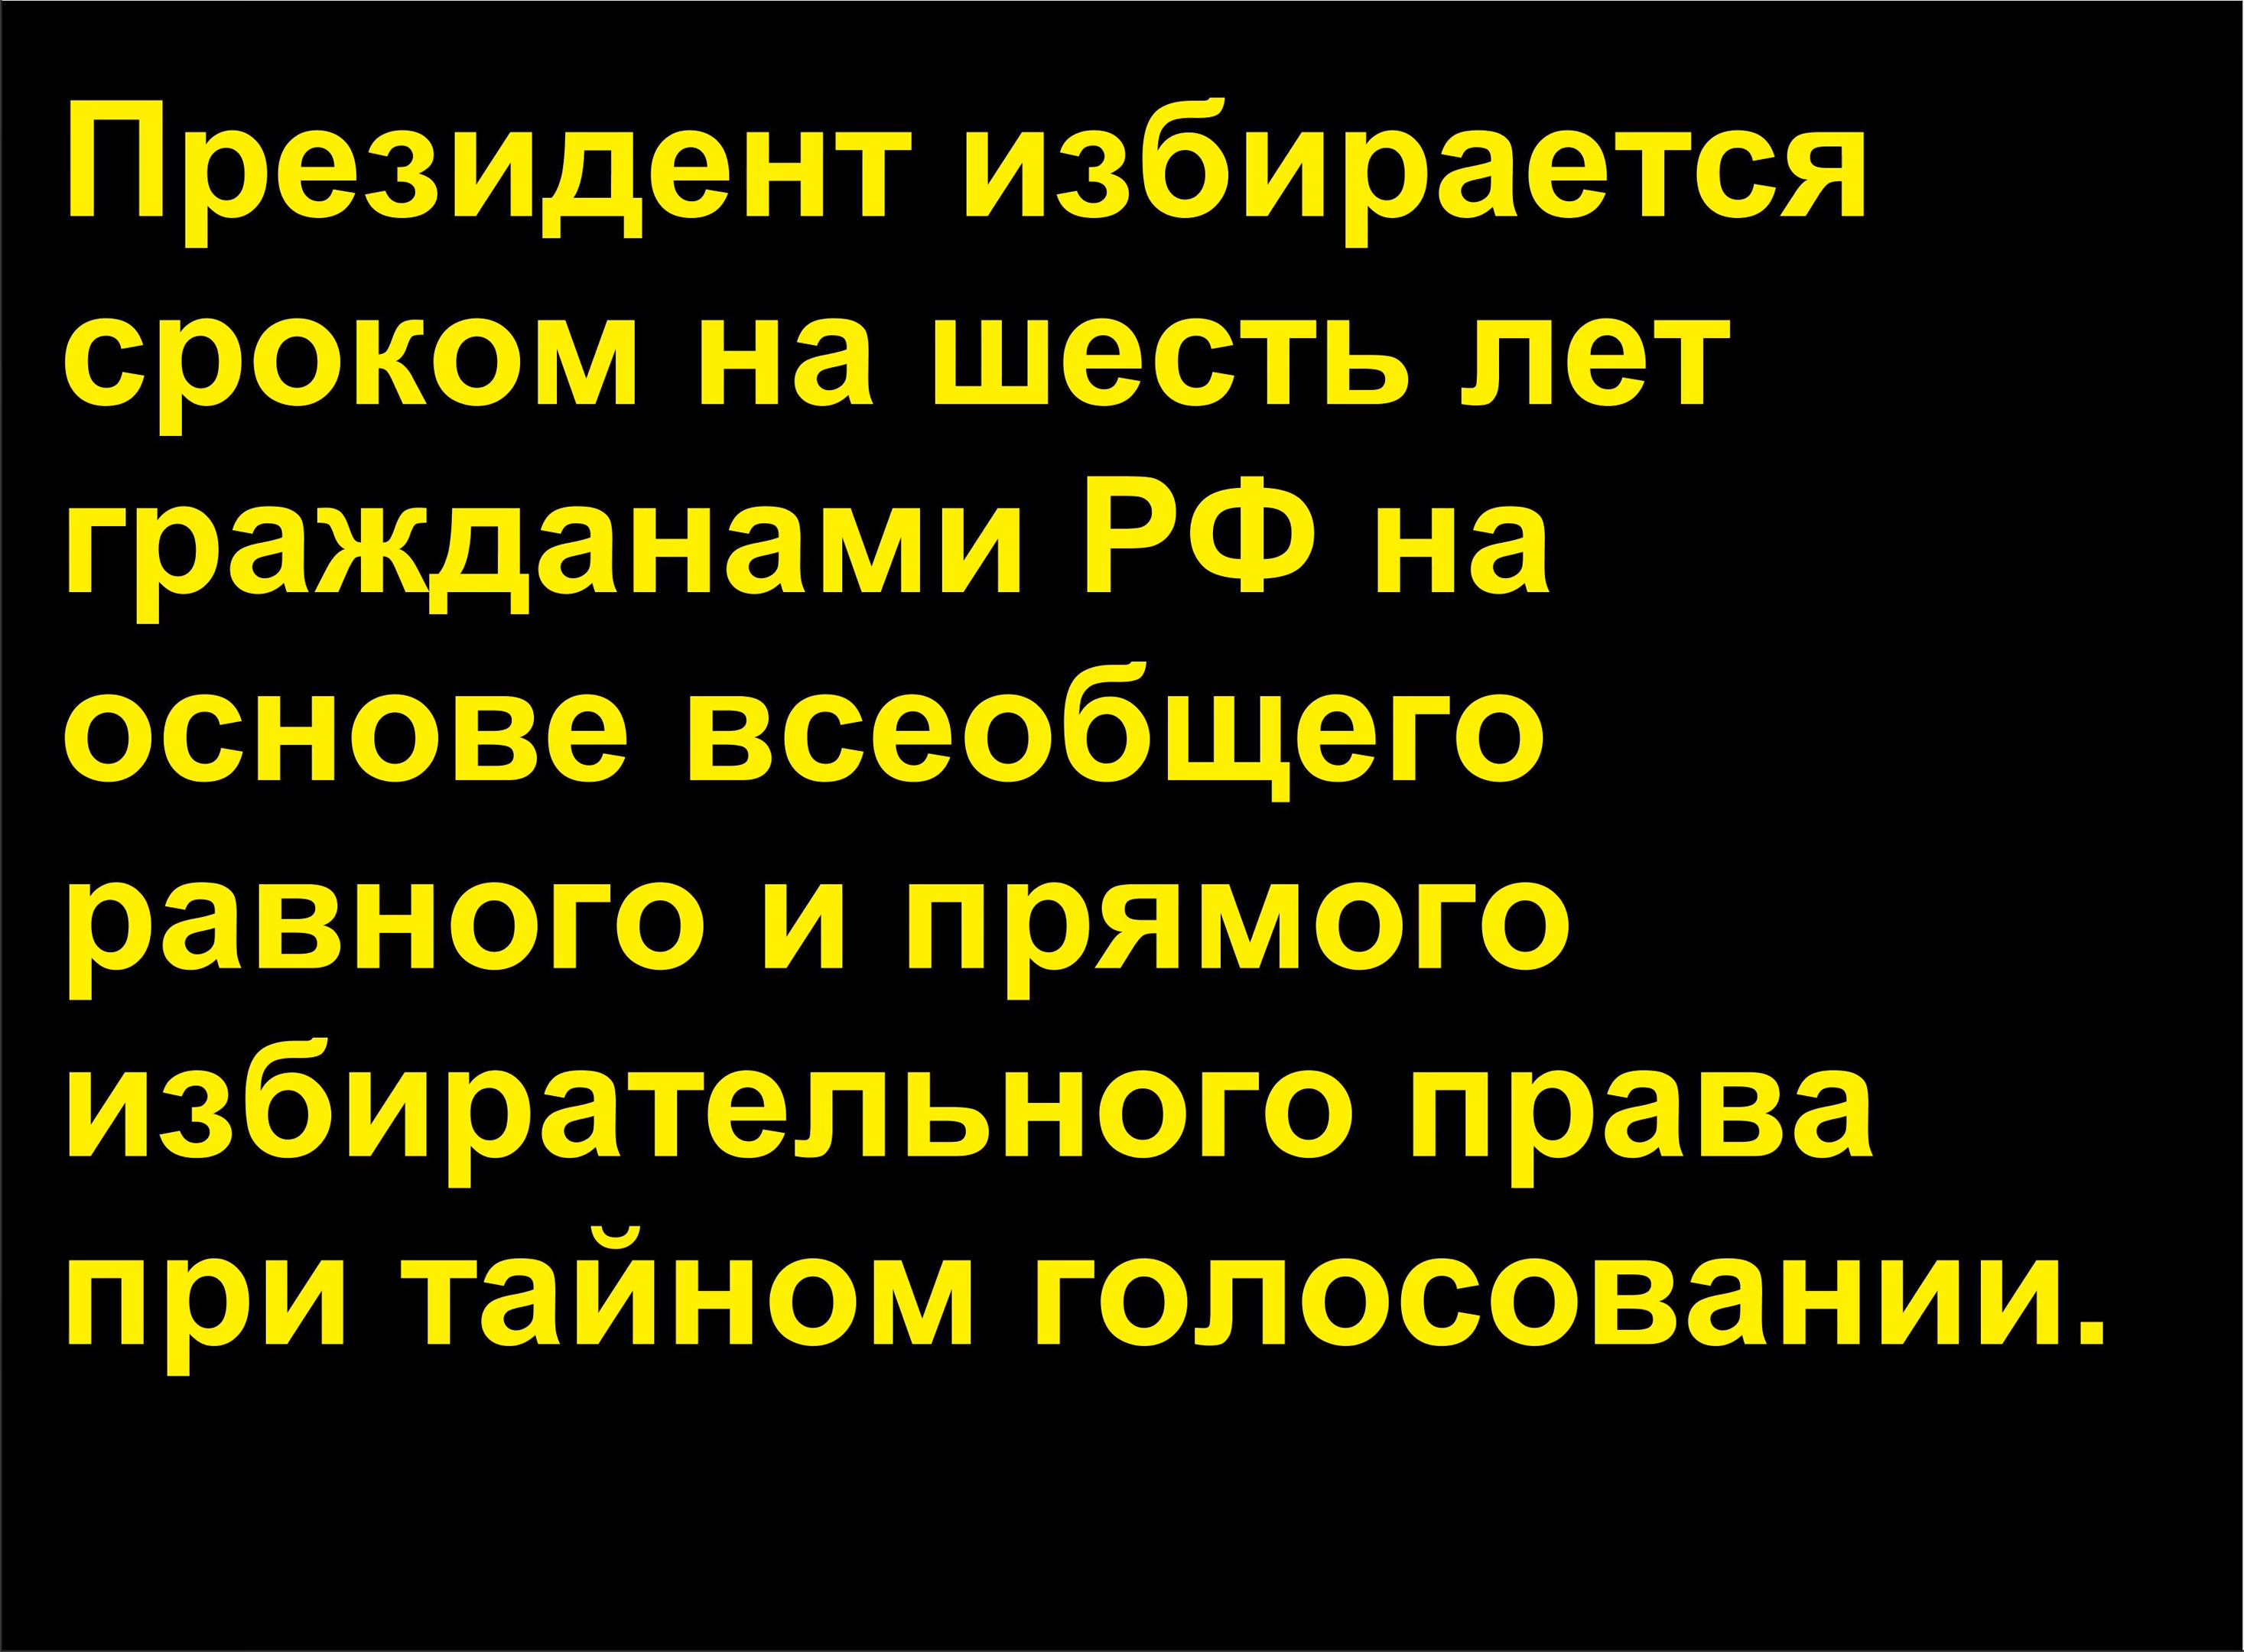 Президент избирается
сроком на шесть лет
гражданами РФ на
основе всеобщего
равного и прямого
избирательного права
при тайном голосовании.